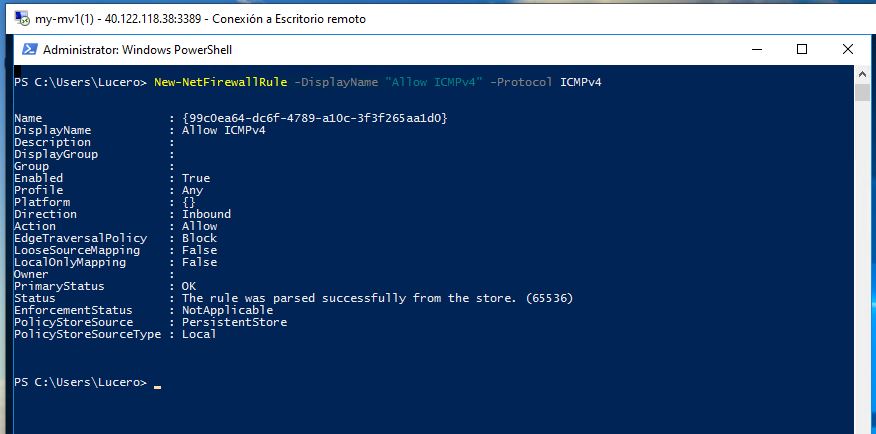 my-mv1(1) - 40.122.118.38:3389 - Conexión a Escritorio remoto
Administrator: Windows PowerShell
PS C:\Users\Lucero> New-NetFirewallRule -DisplayName "Allow ICMPv4" -Protocol ICMPv4
Name                  : {99c0ea64-dc6f-4789-a10c-3f3f265aa1d0}
DisplayName           : Allow ICMPv4
Description           :
DisplayGroup          :
Group                 :
Enabled               : True
Profile               : Any
Platform              : {}
Direction             : Inbound
Action                : Allow
EdgeTraversalPolicy   : Block
LooseSourceMapping    : False
LocalOnlyMapping      : False
Owner                 :
PrimaryStatus         : OK
Status                : The rule was parsed successfully from the store. (65536)
EnforcementStatus     : NotApplicable
PolicyStoreSource     : PersistentStore
PolicyStoreSourceType : Local
PS C:\Users\Lucero>